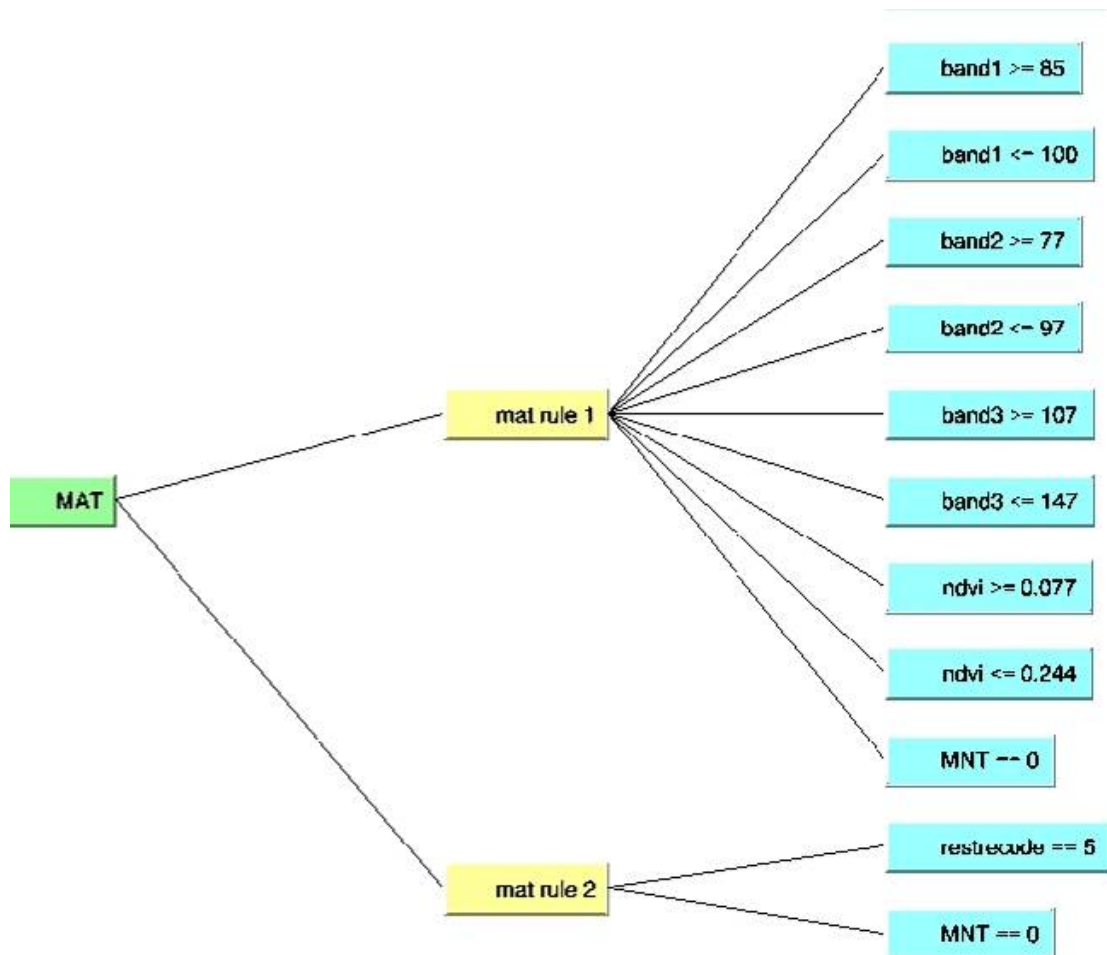 band1 >= 85
band1 <= 100
band2 >= 77
band2 <= 97
mat rule 1
band3 >= 107
MAT
band3 <= 147
ndvi >= 0.077
ndvi <= 0.244
MNT == 0
restrecude == 5
mat rule 2
MNT == 0